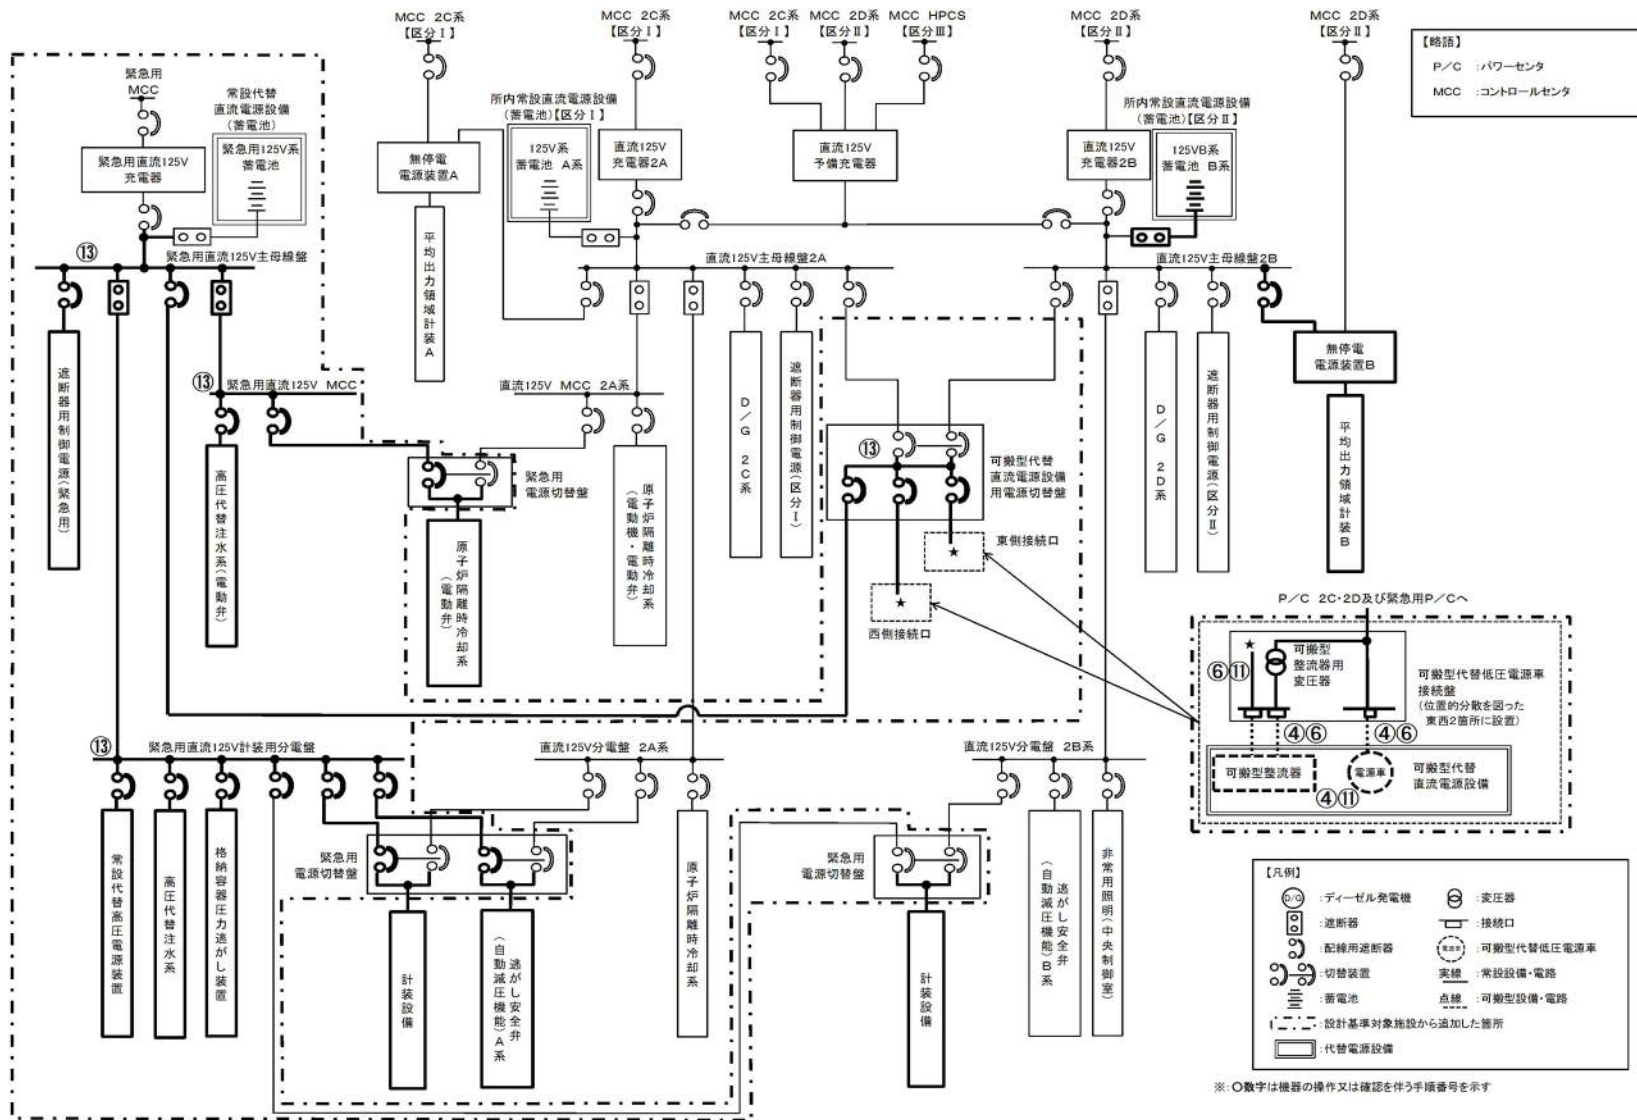 MCC 2C系
【区分Ⅰ】
MCC 2C系
【区分Ⅰ】
MCC 2C系
【区分Ⅰ】
MCC 2D系
【区分Ⅱ】
MCC HPCS
【区分Ⅲ】
MCC 2D系
【区分Ⅱ】
MCC 2D系
【区分Ⅱ】
【略語】
P/C :パワーセンタ
MCC :コントロールセンタ
緊急用
MCC
常設代替
直流電源設備
(蓄電池)
緊急用直流125V
充電器
緊急用125V系
蓄電池
無停電
電源装置A
所内常設直流電源設備
(蓄電池)【区分Ⅰ】
125V系
蓄電池 A系
直流125V
充電器2A
直流125V
予備充電器
直流125V
充電器2B
所内常設直流電源設備
(蓄電池)【区分Ⅱ】
125VB系
蓄電池 B系
平均出力領域計装A
⑬
緊急用直流125V主母線盤
直流125V主母線盤2A
直流125V主母線盤2B
無停電
電源装置B
遮断器用制御電源(緊急用)
⑬
緊急用直流125V MCC
直流125V MCC 2A系
高圧代替注水系(電動弁)
緊急用
電源切替盤
原子炉隔離時冷却系
(電動弁)
原子炉隔離時冷却系
(電動機・電動弁)
D/G 2C系
遮断器用制御電源(区分Ⅰ)
⑬
可搬型代替
直流電源設備
用電源切替盤
D/G 2D系
遮断器用制御電源(区分Ⅱ)
平均出力領域計装B
★
東側接続口
★
西側接続口
P/C 2C・2D及び緊急用P/Cへ
★
可搬型
整流器用
変圧器
⑥⑪
可搬型代替低圧電源車
接続盤
(位置的分散を図った
東西2箇所に設置)
④⑥
④⑥
可搬型整流器
電源車
可搬型代替
直流電源設備
④⑪
⑬
緊急用直流125V計装用分電盤
直流125V分電盤 2A系
直流125V分電盤 2B系
緊急用
電源切替盤
緊急用
電源切替盤
常設代替高圧電源装置
高圧代替注水系
格納容器圧力逃がし装置
計装設備
逃がし安全弁
(自動減圧機能)A系
原子炉隔離時冷却系
計装設備
逃がし安全弁
(自動減圧機能)B系
非常用照明(中央制御室)
【凡例】
D/G :ディーゼル発電機
:変圧器
:遮断器
:接続口
:配線用遮断器
電源車 :可搬型代替低圧電源車
:切替装置
実線 :常設設備・電路
:蓄電池
点線 :可搬型設備・電路
:設計基準対象施設から追加した箇所
:代替電源設備
※:〇数字は機器の操作又は確認を伴う手順番号を示す